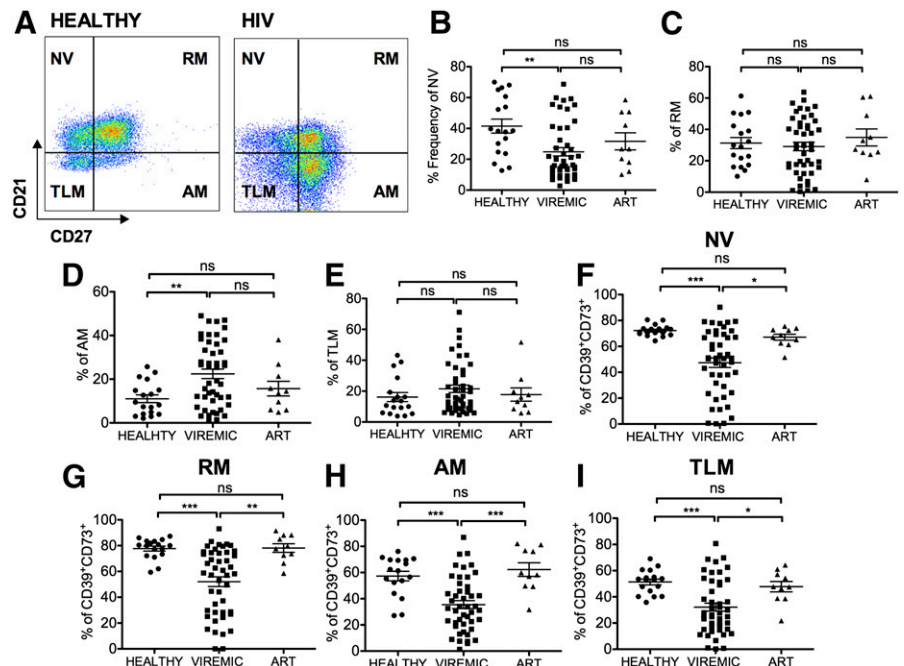 A
HEALTHY
HIV
NV
RM
TLM
AM
NV
RM
TLM
AM
CD21
CD27
B
ns
**
ns
% Frequency of NV
80
60
40
20
0
HEALTHY VIREMIC ART
C
ns
ns
ns
% of RM
80
60
40
20
0
HEALTHY VIREMIC ART
D
ns
**
ns
% of AM
60
40
20
0
HEALHTY VIREMIC ART
E
ns
ns
ns
% of TLM
80
60
40
20
0
HEALHTY VIREMIC ART
F
NV
ns
***
*
% of CD39+CD73+
100
80
60
40
20
0
HEALTHY VIREMIC ART
G
RM
ns
***
**
% of CD39+CD73+
100
80
60
40
20
0
HEALTHY VIREMIC ART
H
AM
ns
***
***
% of CD39+CD73+
100
80
60
40
20
0
HEALTHY VIREMIC ART
I
TLM
ns
***
*
% of CD39+CD73+
100
80
60
40
20
0
HEALTHY VIREMIC ART